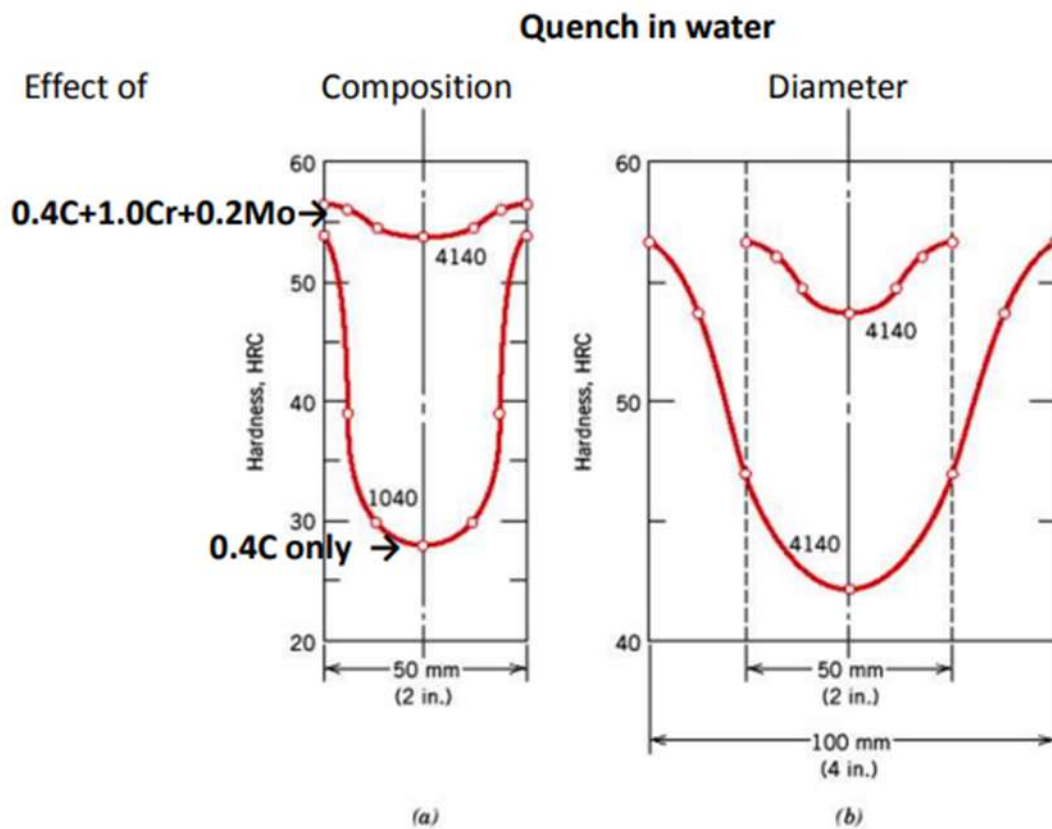 Quench in water
Effect of
Composition
Diameter
60
50
40
30
20
Hardness, HRC
0.4C+1.0Cr+0.2Mo→
4140
1040
0.4C only →
50 mm
(2 in.)
(a)
60
50
40
Hardness, HRC
4140
4140
50 mm
(2 in.)
100 mm
(4 in.)
(b)